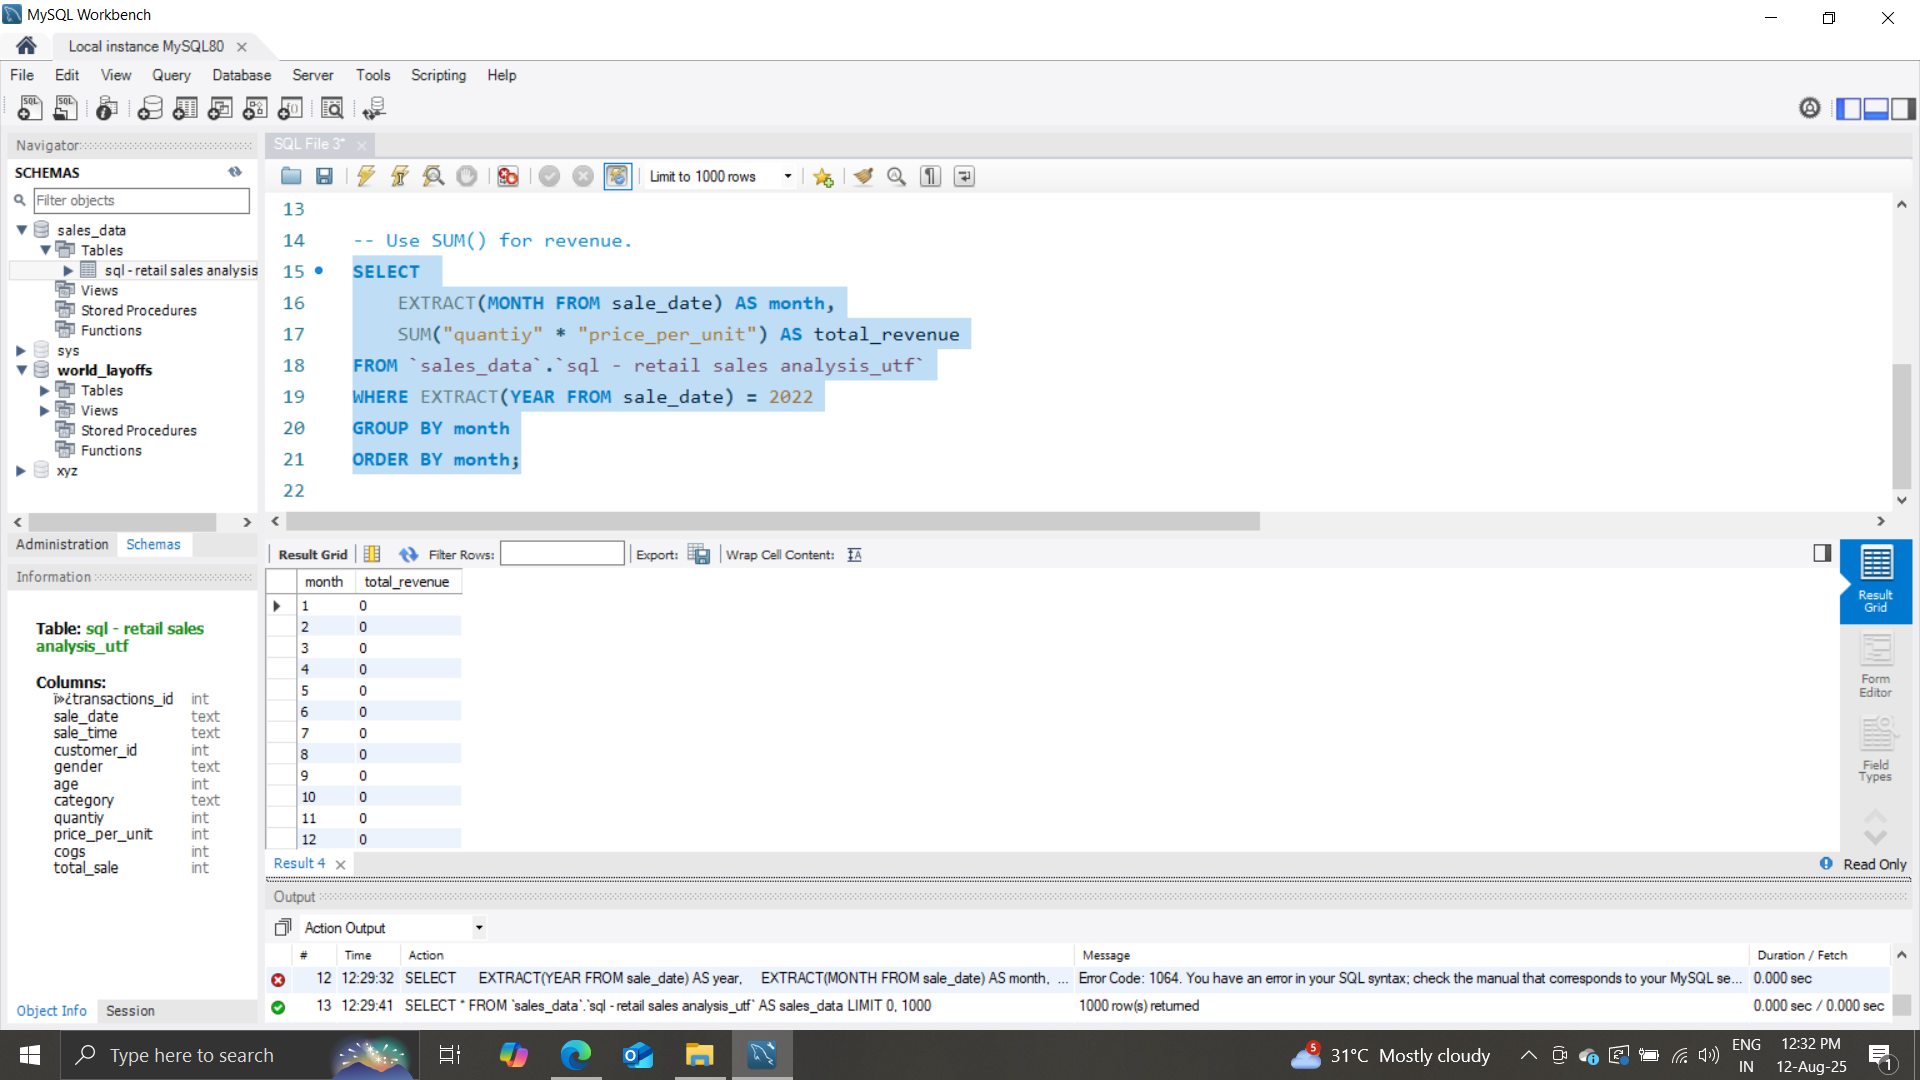 MySQL Workbench
Local instance MySQL80
File Edit View Query Database Server Tools Scripting Help
Navigator
SCHEMAS
Filter objects
sales_data
Tables
sql - retail sales analysis
Views
Stored Procedures
Functions
sys
world_layoffs
Tables
Views
Stored Procedures
Functions
xyz
Administration Schemas
Information
Table: sql - retail sales
analysis_utf
Columns:
ï»¿transactions_id int
sale_date text
sale_time text
customer_id int
gender text
age int
category text
quantiy int
price_per_unit int
cogs int
total_sale int
Object Info Session
SQL File 3*
Limit to 1000 rows
13
14 -- Use SUM() for revenue.
15 SELECT
16 EXTRACT(MONTH FROM sale_date) AS month,
17 SUM("quantiy" * "price_per_unit") AS total_revenue
18 FROM `sales_data`.`sql - retail sales analysis_utf`
19 WHERE EXTRACT(YEAR FROM sale_date) = 2022
20 GROUP BY month
21 ORDER BY month;
22
Result Grid Filter Rows: Export: Wrap Cell Content:
month total_revenue
1 0
2 0
3 0
4 0
5 0
6 0
7 0
8 0
9 0
10 0
11 0
12 0
Result
Grid
Form
Editor
Field
Types
Result 4
Read Only
Output
Action Output
# Time Action Message Duration / Fetch
12 12:29:32 SELECT EXTRACT(YEAR FROM sale_date) AS year, EXTRACT(MONTH FROM sale_date) AS month, ... Error Code: 1064. You have an error in your SQL syntax; check the manual that corresponds to your MySQL se... 0.000 sec
13 12:29:41 SELECT * FROM `sales_data`.`sql - retail sales analysis_utf` AS sales_data LIMIT 0, 1000 1000 row(s) returned 0.000 sec / 0.000 sec
Type here to search
5
31°C Mostly cloudy
ENG
IN
12:32 PM
12-Aug-25
1